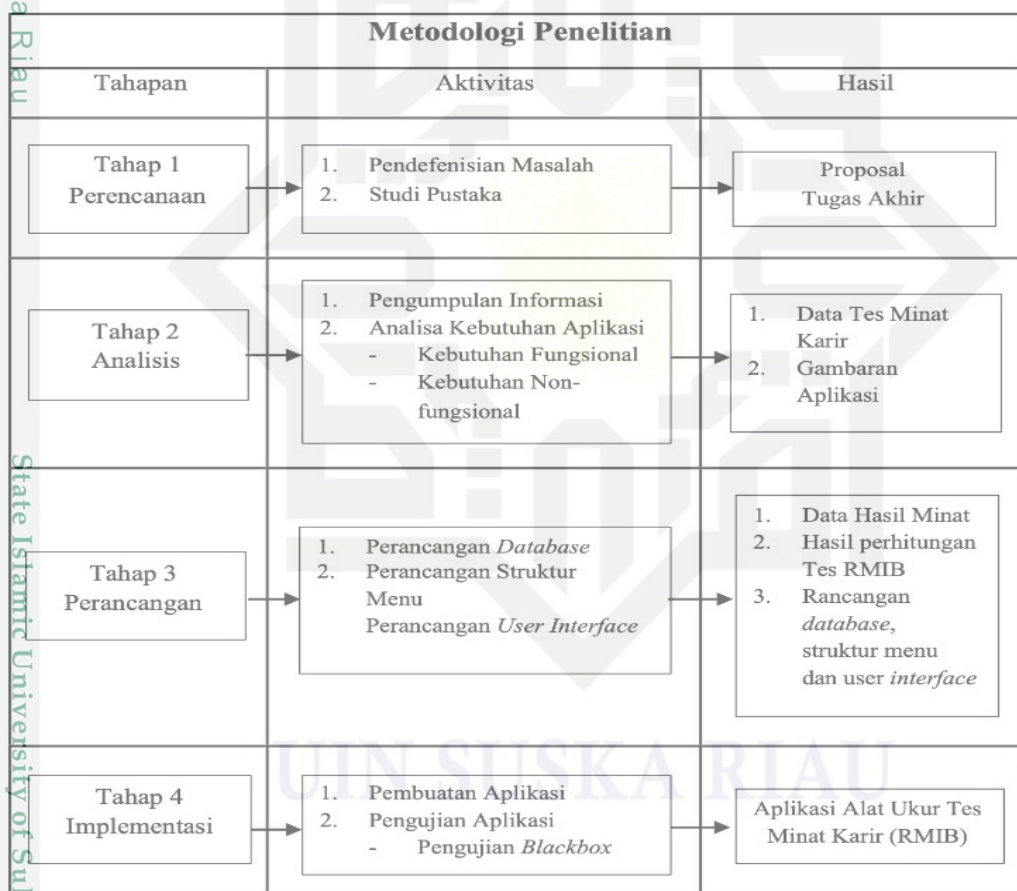 Metodologi Penelitian
Tahapan
Aktivitas
Hasil
Tahap 1
Perencanaan
1. Pendefenisian Masalah
2. Studi Pustaka
Proposal
Tugas Akhir
Tahap 2
Analisis
1. Pengumpulan Informasi
2. Analisa Kebutuhan Aplikasi
- Kebutuhan Fungsional
- Kebutuhan Non-
fungsional
1. Data Tes Minat
Karir
2. Gambaran
Aplikasi
Tahap 3
Perancangan
1. Perancangan Database
2. Perancangan Struktur
Menu
Perancangan User Interface
1. Data Hasil Minat
2. Hasil perhitungan
Tes RMIB
3. Rancangan
database,
struktur menu
dan user interface
Tahap 4
Implementasi
1. Pembuatan Aplikasi
2. Pengujian Aplikasi
- Pengujian Blackbox
Aplikasi Alat Ukur Tes
Minat Karir (RMIB)
UIN SUSKA RIAU
a Riau
State Islamic University of Sul